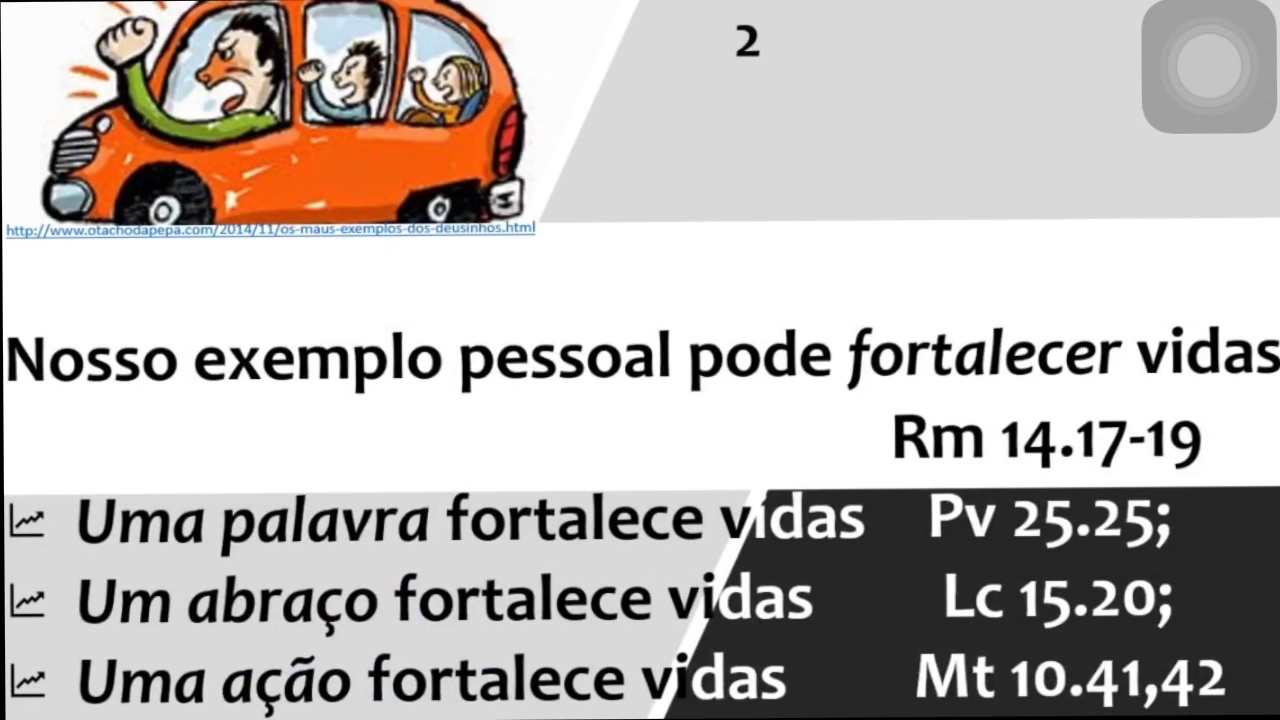 2
http://www.otachodapepa.com/2014/11/os-maus-exemplos-dos-deusinhos.html
Nosso exemplo pessoal pode fortalecer vidas
Rm 14.17-19
Uma palavra fortalece vidas Pv 25.25;
Um abraço fortalece vidas Lc 15.20;
Uma ação fortalece vidas Mt 10.41,42